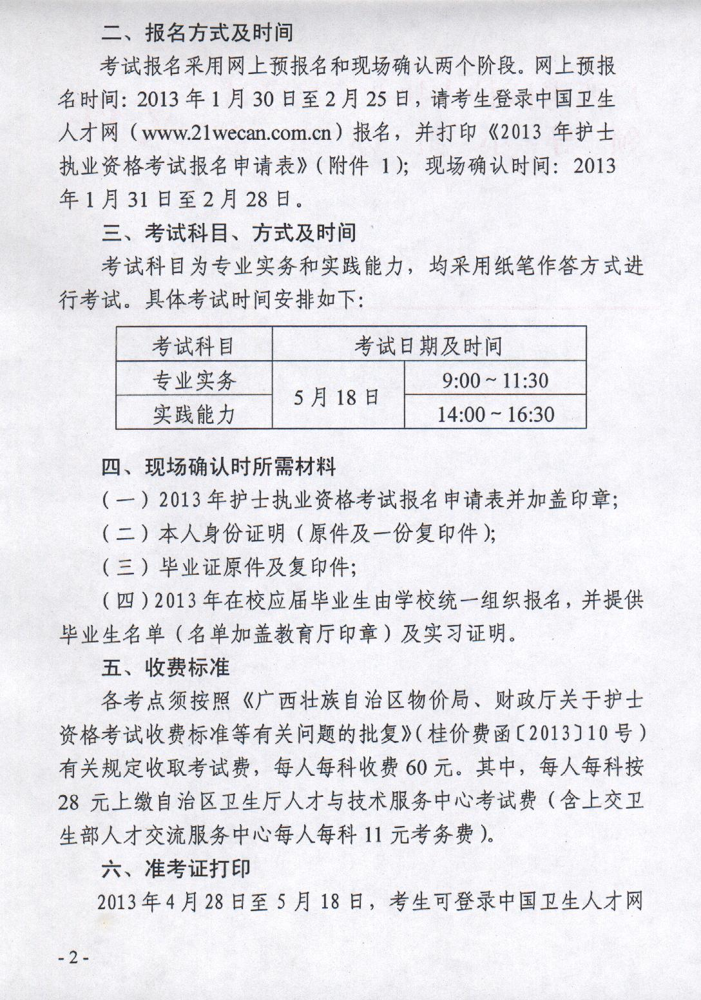 二、报名方式及时间
考试报名采用网上预报名和现场确认两个阶段。网上预报
名时间：2013 年 1 月 30 日至 2 月 25 日，请考生登录中国卫生
人才网（www.21wecan.com.cn）报名，并打印《2013 年护士
执业资格考试报名申请表》（附件 1）；现场确认时间：2013
年 1 月 31 日至 2 月 28 日。
三、考试科目、方式及时间
考试科目为专业实务和实践能力，均采用纸笔作答方式进
行考试。具体考试时间安排如下：
考试科目 考试日期及时间
专业实务 5 月 18 日 9:00～11:30
实践能力 14:00～16:30
四、现场确认时所需材料
（一）2013 年护士执业资格考试报名申请表并加盖印章；
（二）本人身份证明（原件及一份复印件）；
（三）毕业证原件及复印件；
（四）2013 年在校应届毕业生由学校统一组织报名，并提供
毕业生名单（名单加盖教育厅印章）及实习证明。
五、收费标准
各考点须按照《广西壮族自治区物价局、财政厅关于护士
资格考试收费标准等有关问题的批复》（桂价费函〔2013〕10 号）
有关规定收取考试费，每人每科收费 60 元。其中，每人每科按
28 元上缴自治区卫生厅人才与技术服务中心考试费（含上交卫
生部人才交流服务中心每人每科 11 元考务费）。
六、准考证打印
2013 年 4 月 28 日至 5 月 18 日，考生可登录中国卫生人才网
- 2 -